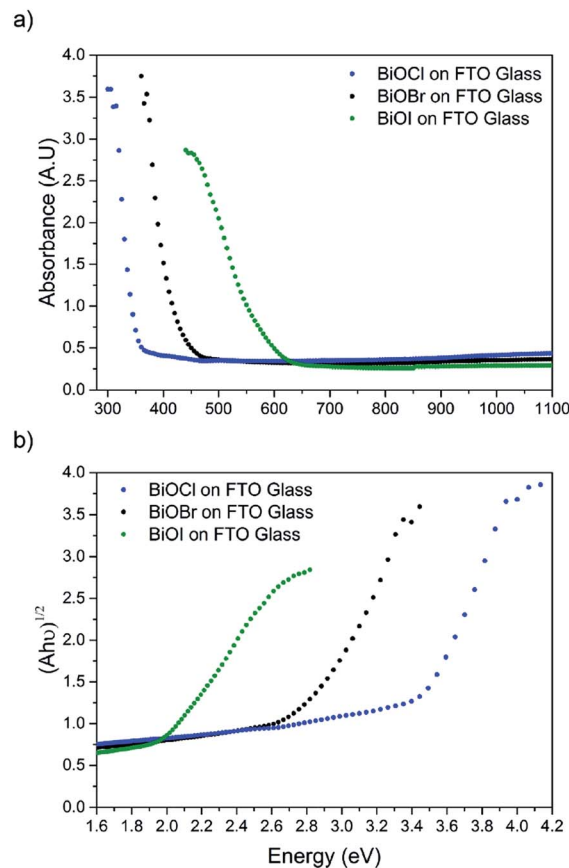 a)
4.0
3.5
3.0
2.5
2.0
1.5
1.0
0.5
0.0
Absorbance (A.U)
BiOCl on FTO Glass
BiOBr on FTO Glass
BiOI on FTO Glass
300 400 500 600 700 800 900 1000 1100
b)
4.0
3.5
3.0
2.5
2.0
1.5
1.0
0.5
0.0
(Ahυ)^1/2
BiOCl on FTO Glass
BiOBr on FTO Glass
BiOI on FTO Glass
1.6 1.8 2.0 2.2 2.4 2.6 2.8 3.0 3.2 3.4 3.6 3.8 4.0 4.2
Energy (eV)